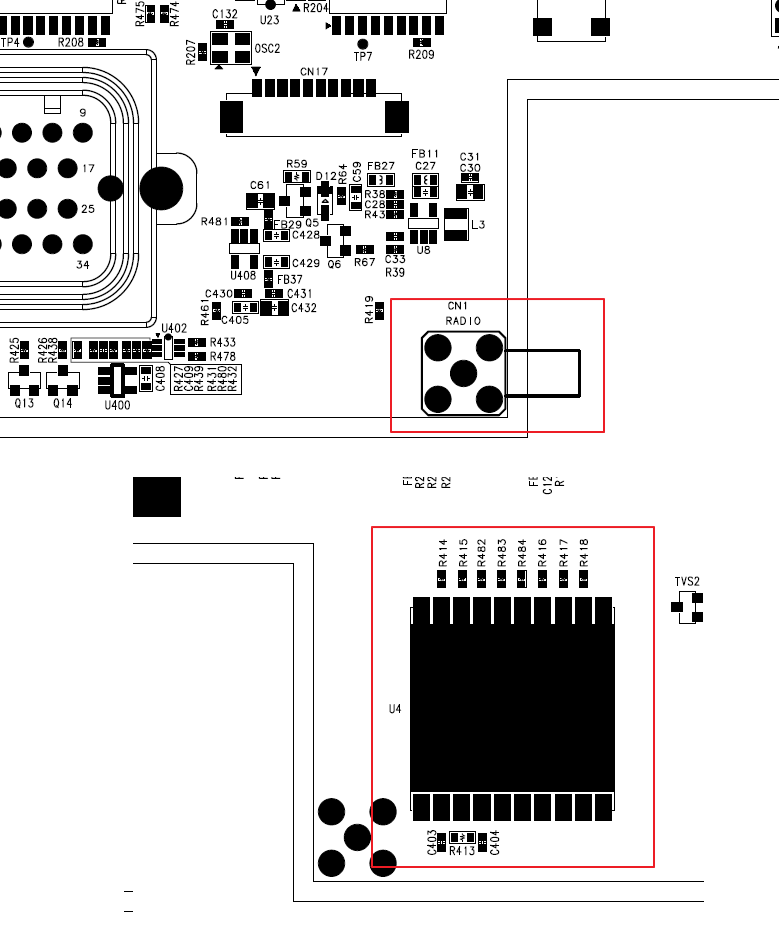 R475
R474
C132
U23
R204
TP4
R208
R207
OSC2
TP7
R209
CN17
9
17
25
34
R59
D12
R64
C59
FB27
FB11
C27
C31
C30
C61
R38
C28
R43
L3
R481
FB29
Q5
C428
U8
U408
C429
Q6
R67
C33
R39
FB37
C430
C431
R461
C405
C432
R419
CN1
RADIO
U402
R425
R426
R438
R433
R478
Q13
Q14
U400
C408
R427
C409
R439
R431
R480
R432
C12
R414
R415
R482
R483
R484
R416
R417
R418
TVS2
U4
C403
R413
C404